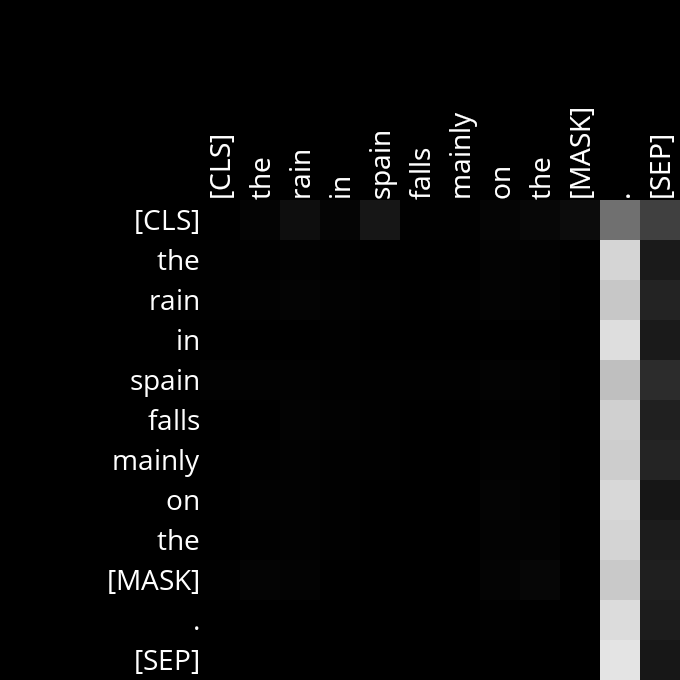 [CLS]
the
rain
in
spain
falls
mainly
on
the
[MASK]
.
[SEP]
[CLS]
the
rain
in
spain
falls
mainly
on
the
[MASK]
.
[SEP]